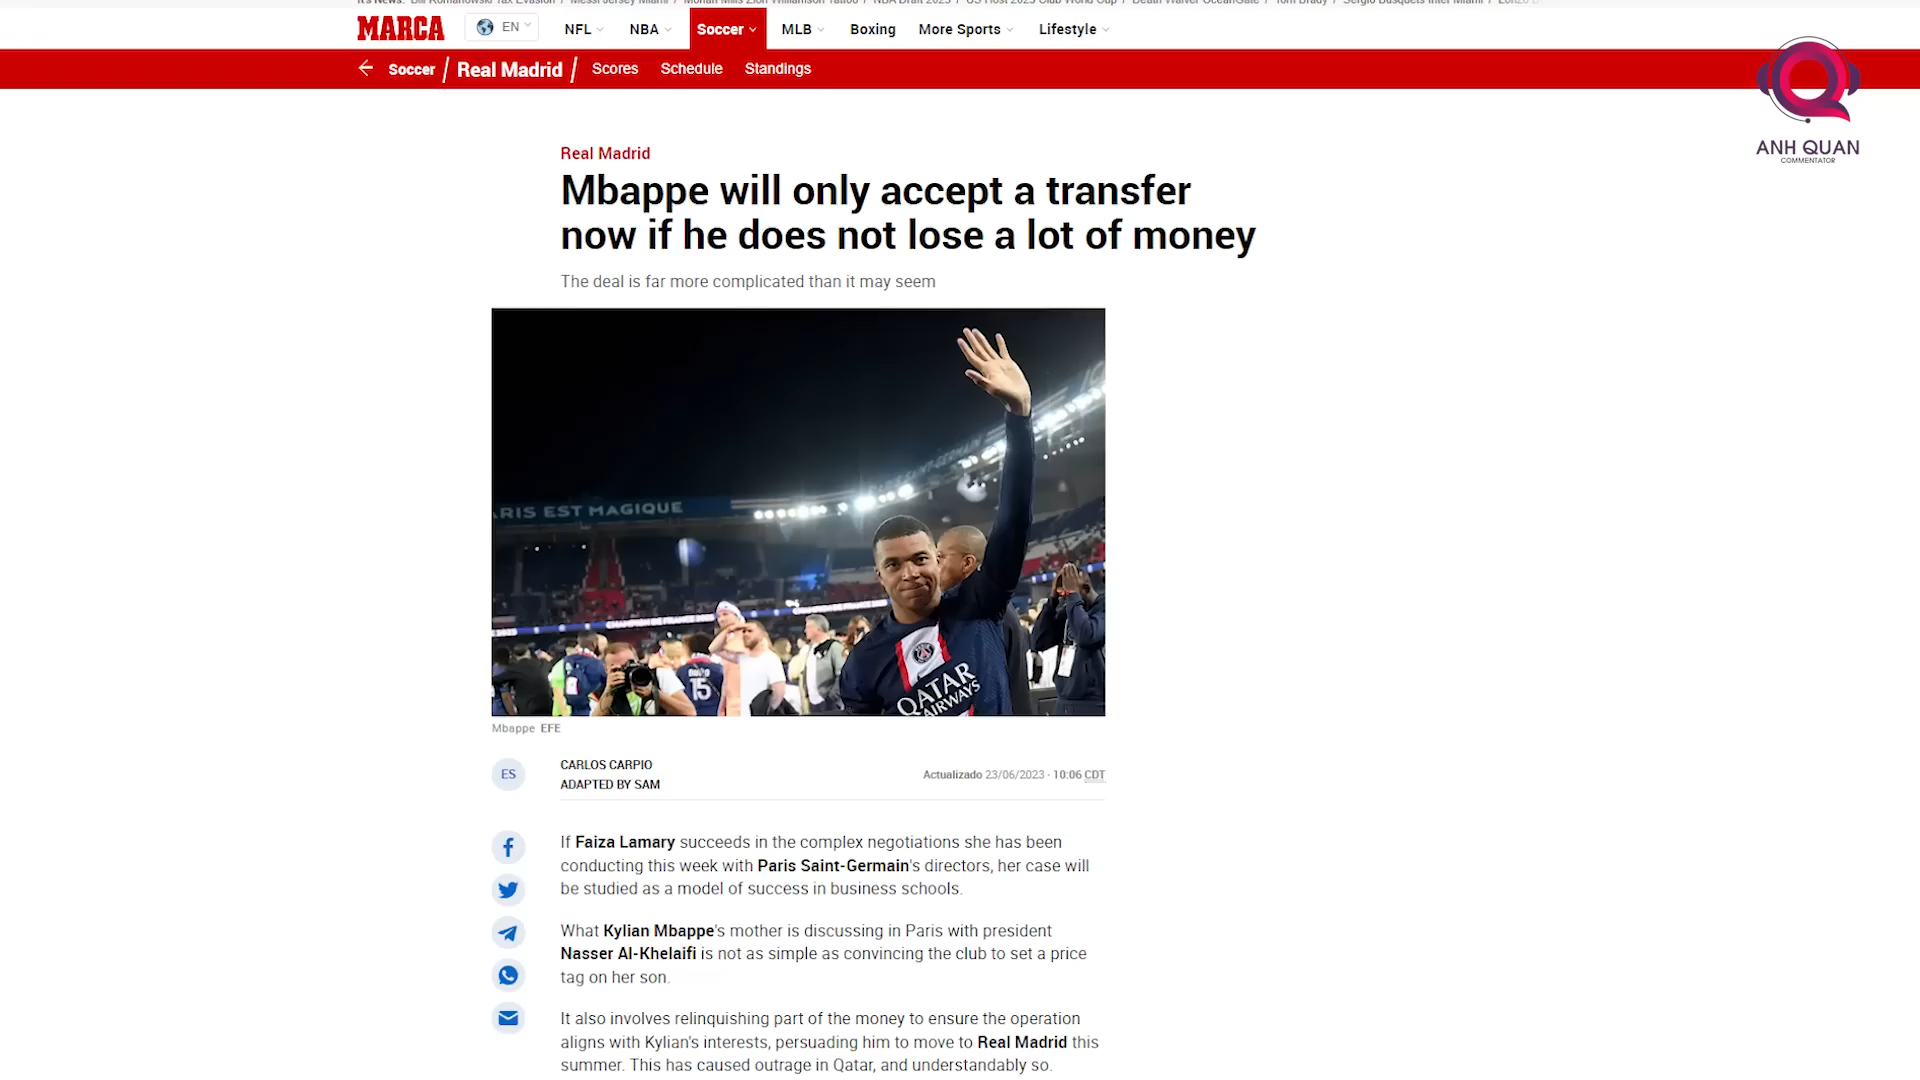 MARCA
EN
NFL
NBA
Soccer
MLB
Boxing
More Sports
Lifestyle
Soccer / Real Madrid / Scores Schedule Standings
ANH QUAN
COMMENTATOR
Real Madrid
Mbappe will only accept a transfer
now if he does not lose a lot of money
The deal is far more complicated than it may seem
ARIS EST MAGIQUE
15
QATAR
AIRWAYS
Mbappe EFE
ES
CARLOS CARPIO
ADAPTED BY SAM
Actualizado 23/06/2023 - 10:06 CDT
If Faiza Lamary succeeds in the complex negotiations she has been
conducting this week with Paris Saint-Germain's directors, her case will
be studied as a model of success in business schools.
What Kylian Mbappe's mother is discussing in Paris with president
Nasser Al-Khelaifi is not as simple as convincing the club to set a price
tag on her son.
It also involves relinquishing part of the money to ensure the operation
aligns with Kylian's interests, persuading him to move to Real Madrid this
summer. This has caused outrage in Qatar, and understandably so.